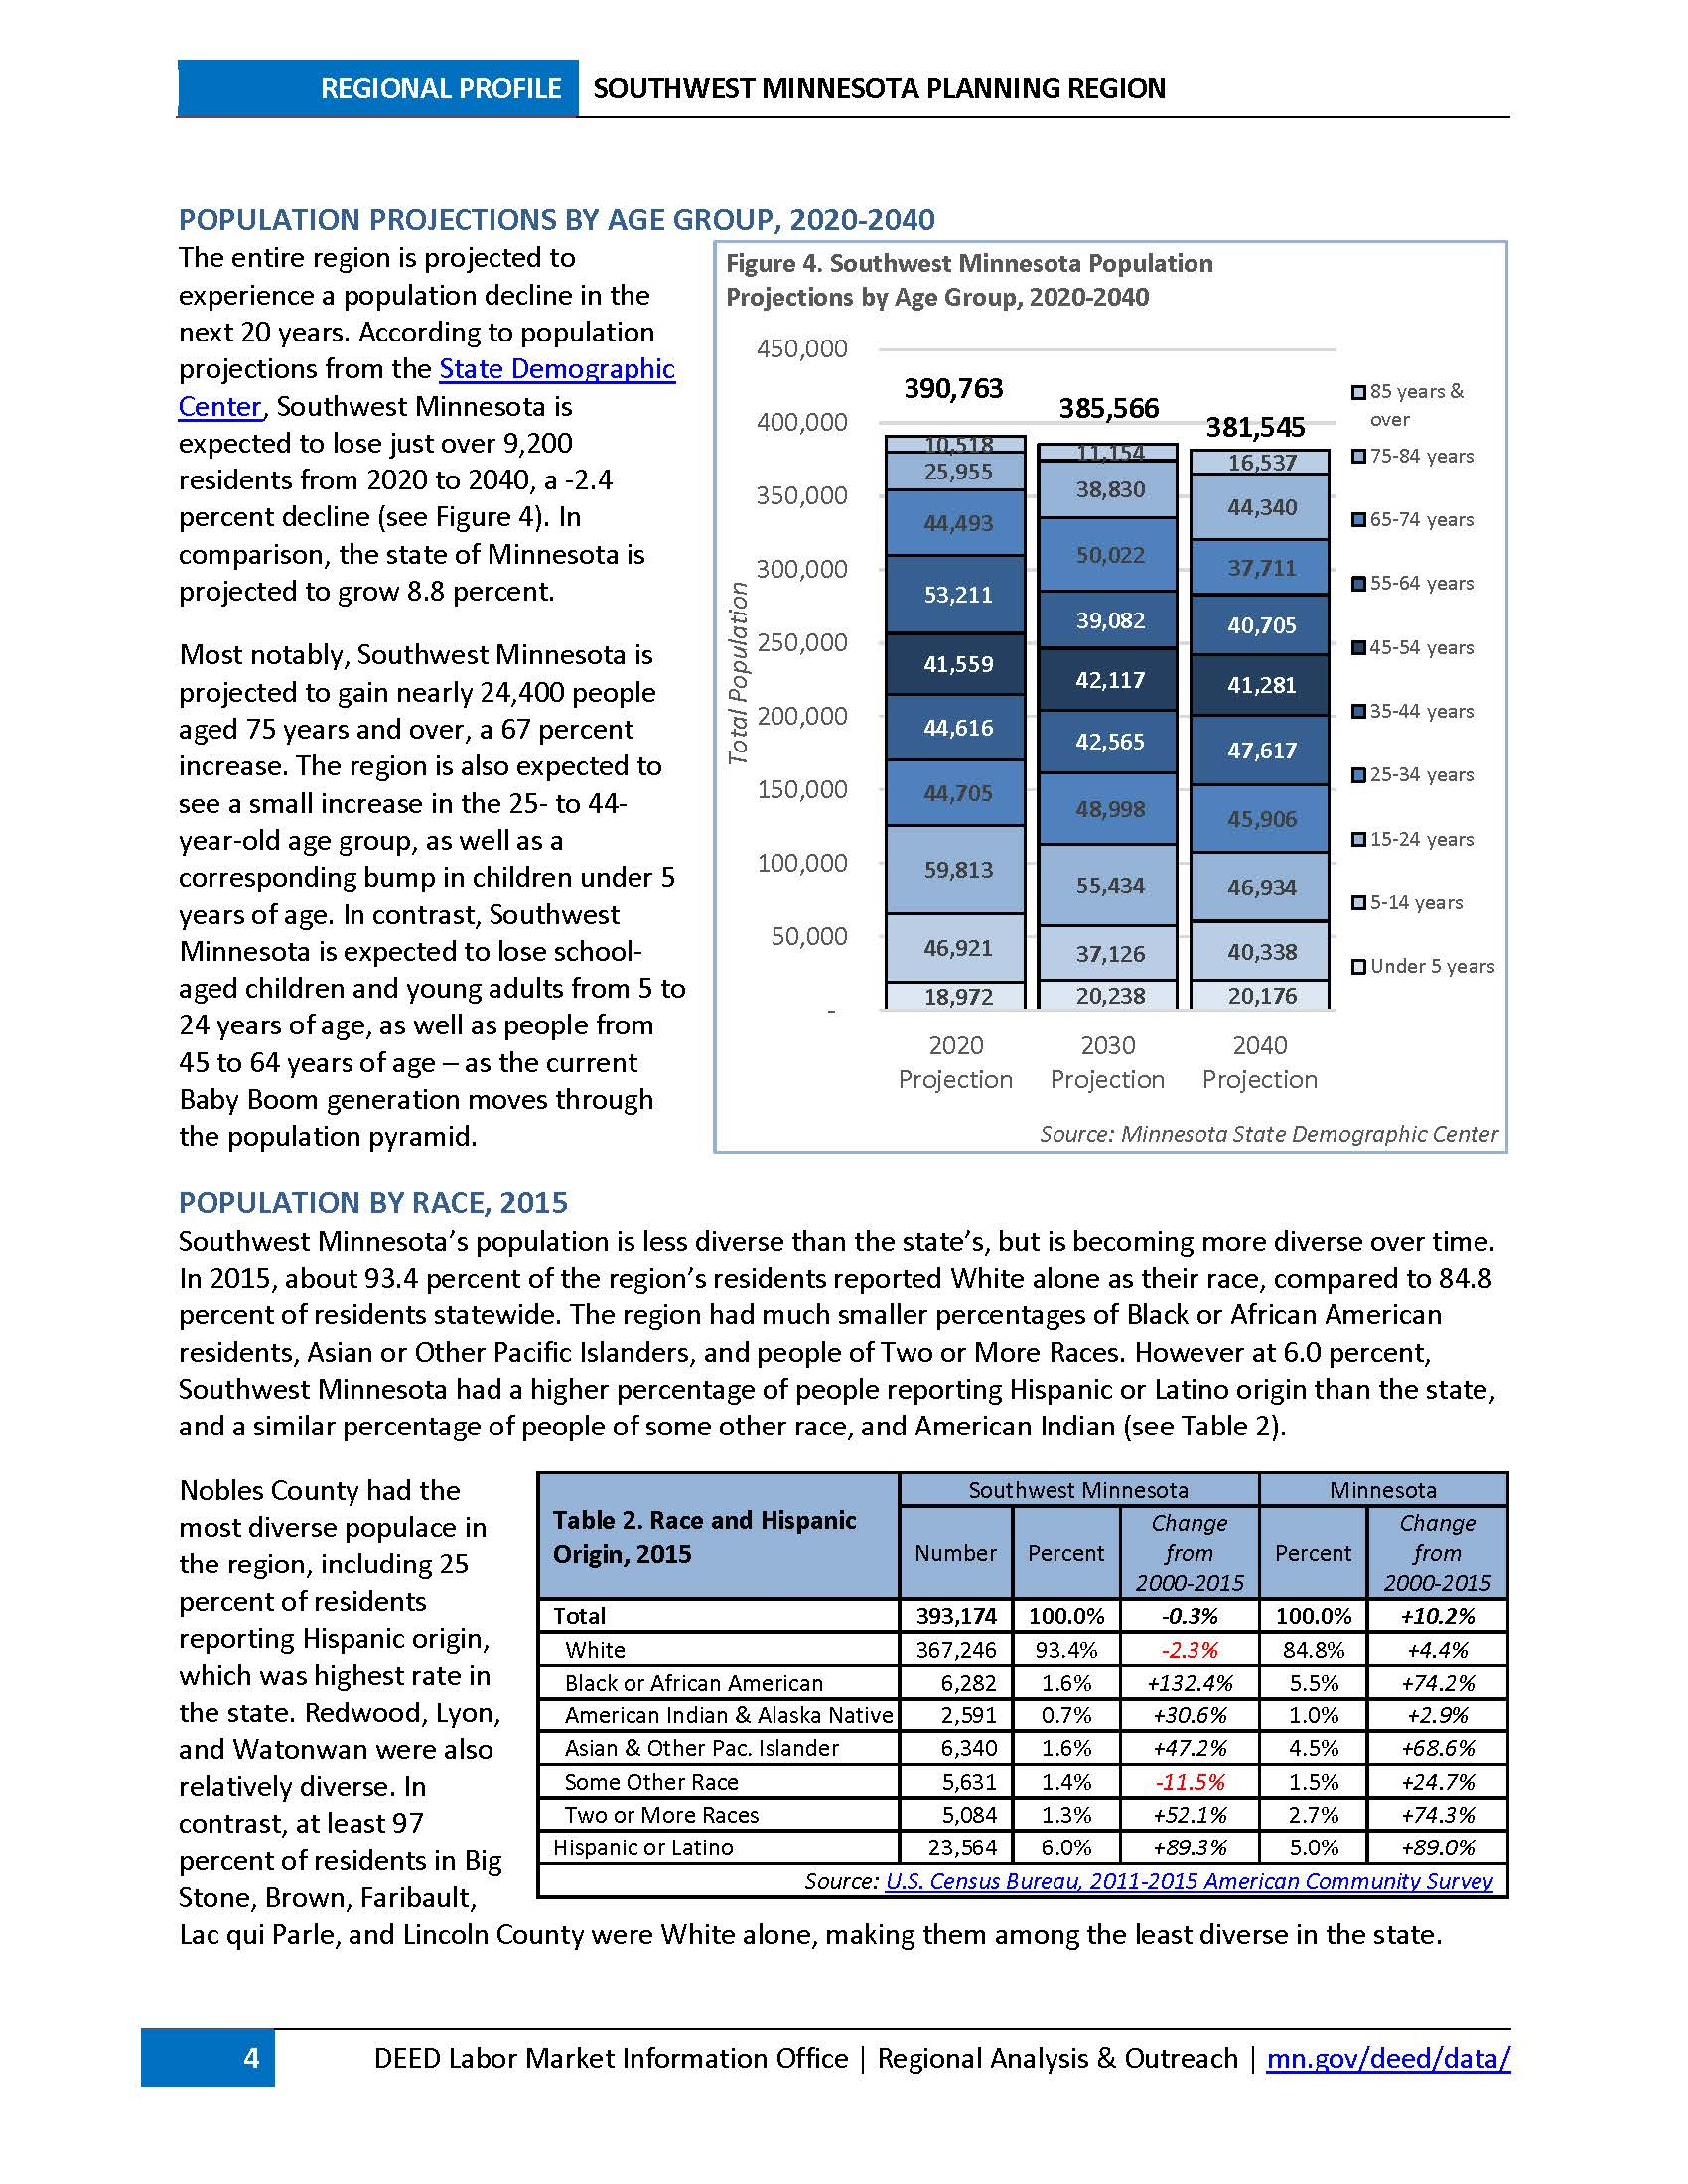 REGIONAL PROFILE SOUTHWEST MINNESOTA PLANNING REGION
POPULATION PROJECTIONS BY AGE GROUP, 2020-2040
The entire region is projected to
experience a population decline in the
next 20 years. According to population
projections from the State Demographic
Center, Southwest Minnesota is
expected to lose just over 9,200
residents from 2020 to 2040, a -2.4
percent decline (see Figure 4). In
comparison, the state of Minnesota is
projected to grow 8.8 percent.
Most notably, Southwest Minnesota is
projected to gain nearly 24,400 people
aged 75 years and over, a 67 percent
increase. The region is also expected to
see a small increase in the 25- to 44-
year-old age group, as well as a
corresponding bump in children under 5
years of age. In contrast, Southwest
Minnesota is expected to lose school-
aged children and young adults from 5 to
24 years of age, as well as people from
45 to 64 years of age – as the current
Baby Boom generation moves through
the population pyramid.
Figure 4. Southwest Minnesota Population
Projections by Age Group, 2020-2040
Total Population
450,000
400,000
350,000
300,000
250,000
200,000
150,000
100,000
50,000
-
390,763
10,518
25,955
44,493
53,211
41,559
44,616
44,705
59,813
46,921
18,972
2020
Projection
385,566
11,154
38,830
50,022
39,082
42,117
42,565
48,998
55,434
37,126
20,238
2030
Projection
381,545
16,537
44,340
37,711
40,705
41,281
47,617
45,906
46,934
40,338
20,176
2040
Projection
85 years &
over
75-84 years
65-74 years
55-64 years
45-54 years
35-44 years
25-34 years
15-24 years
5-14 years
Under 5 years
Source: Minnesota State Demographic Center
POPULATION BY RACE, 2015
Southwest Minnesota’s population is less diverse than the state’s, but is becoming more diverse over time.
In 2015, about 93.4 percent of the region’s residents reported White alone as their race, compared to 84.8
percent of residents statewide. The region had much smaller percentages of Black or African American
residents, Asian or Other Pacific Islanders, and people of Two or More Races. However at 6.0 percent,
Southwest Minnesota had a higher percentage of people reporting Hispanic or Latino origin than the state,
and a similar percentage of people of some other race, and American Indian (see Table 2).
Nobles County had the
most diverse populace in
the region, including 25
percent of residents
reporting Hispanic origin,
which was highest rate in
the state. Redwood, Lyon,
and Watonwan were also
relatively diverse. In
contrast, at least 97
percent of residents in Big
Stone, Brown, Faribault,
Lac qui Parle, and Lincoln County were White alone, making them among the least diverse in the state.
Table 2. Race and Hispanic
Origin, 2015
Southwest Minnesota Minnesota
Number Percent Change from 2000-2015 Percent Change from 2000-2015
Total 393,174 100.0% -0.3% 100.0% +10.2%
White 367,246 93.4% -2.3% 84.8% +4.4%
Black or African American 6,282 1.6% +132.4% 5.5% +74.2%
American Indian & Alaska Native 2,591 0.7% +30.6% 1.0% +2.9%
Asian & Other Pac. Islander 6,340 1.6% +47.2% 4.5% +68.6%
Some Other Race 5,631 1.4% -11.5% 1.5% +24.7%
Two or More Races 5,084 1.3% +52.1% 2.7% +74.3%
Hispanic or Latino 23,564 6.0% +89.3% 5.0% +89.0%
Source: U.S. Census Bureau, 2011-2015 American Community Survey
4 DEED Labor Market Information Office | Regional Analysis & Outreach | mn.gov/deed/data/